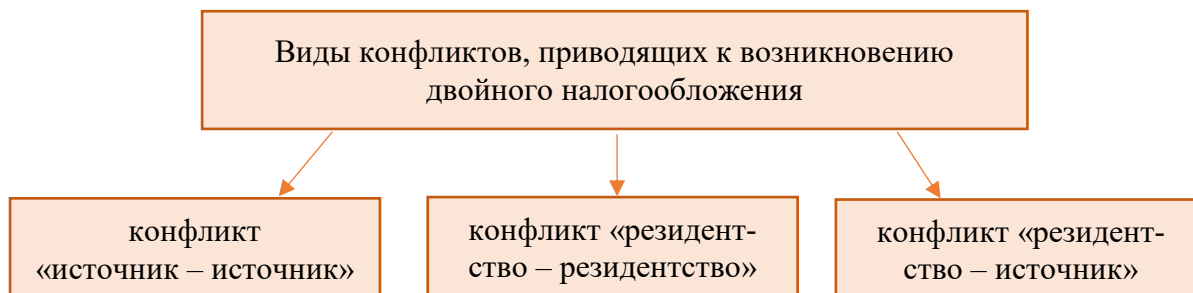 Виды конфликтов, приводящих к возникновению
двойного налогообложения
конфликт
«источник – источник»
конфликт «резидент-
ство – резидентство»
конфликт «резидент-
ство – источник»